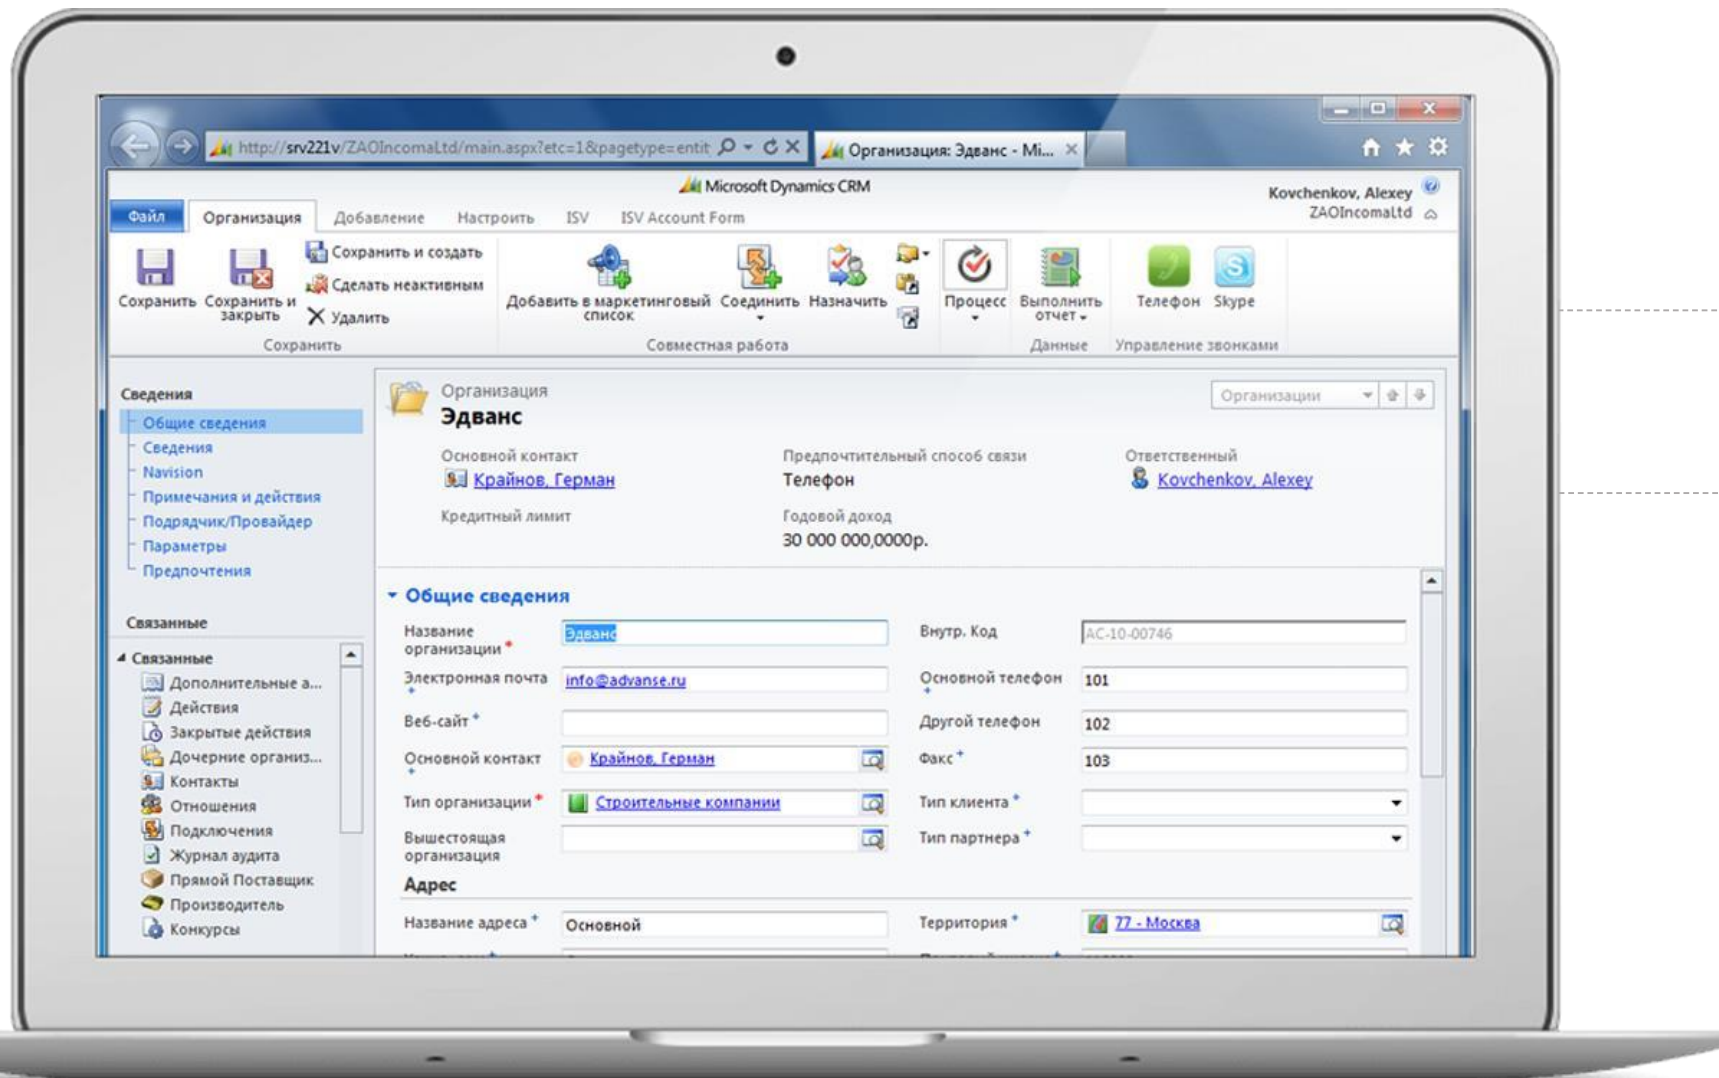 http://srv221v/ZAOIncomaLtd/main.aspx?etc=1&pagetype=entit
Организация: Эдванс - Mi...
Microsoft Dynamics CRM
Kovchenkov, Alexey
ZAOIncomaLtd
Файл Организация Добавление Настроить ISV ISV Account Form
Сохранить
Сохранить и закрыть
Сохранить и создать
Сделать неактивным
Удалить
Добавить в маркетинговый список
Соединить
Назначить
Процесс
Выполнить отчет
Телефон
Skype
Сохранить
Совместная работа
Данные
Управление звонками
Сведения
Общие сведения
Сведения
Navision
Примечания и действия
Подрядчик/Провайдер
Параметры
Предпочтения
Связанные
Связанные
Дополнительные а...
Действия
Закрытые действия
Дочерние организ...
Контакты
Отношения
Подключения
Журнал аудита
Прямой Поставщик
Производитель
Конкурсы
Организация
Эдванс
Организации
Основной контакт
Крайнов, Герман
Предпочтительный способ связи
Телефон
Ответственный
Kovchenkov, Alexey
Кредитный лимит
Годовой доход
30 000 000,0000р.
Общие сведения
Название организации *
Эдванс
Внутр. Код
AC-10-00746
Электронная почта +
info@advanse.ru
Основной телефон +
101
Веб-сайт +
Другой телефон
102
Основной контакт +
Крайнов, Герман
Факс +
103
Тип организации *
Строительные компании
Тип клиента +
Вышестоящая организация
Тип партнера +
Адрес
Название адреса +
Основной
Территория +
77 - Москва